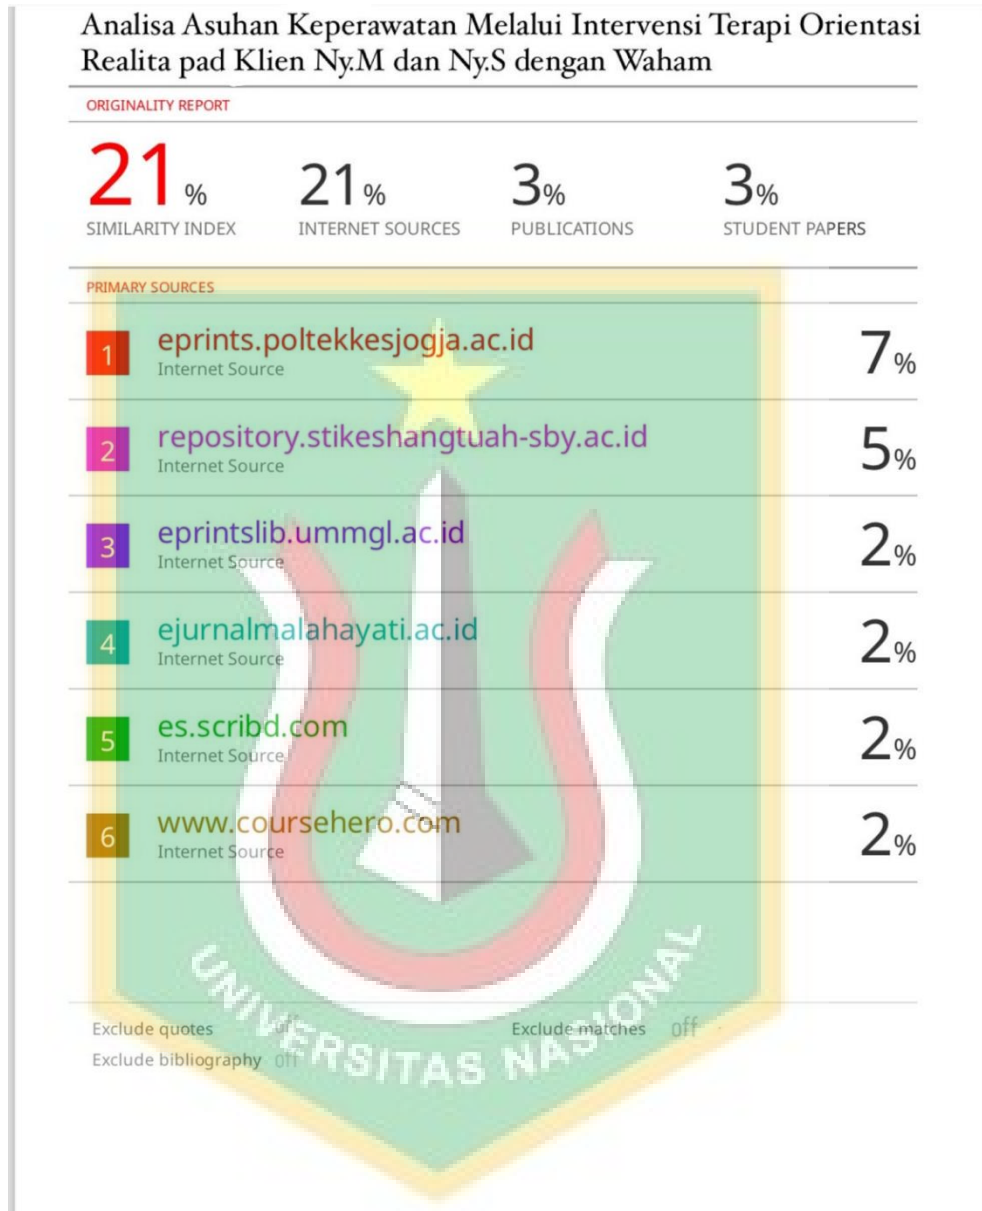 Analisa Asuhan Keperawatan Melalui Intervensi Terapi Orientasi
Realita pad Klien Ny.M dan Ny.S dengan Waham
ORIGINALITY REPORT
21% 21% 3% 3%
SIMILARITY INDEX INTERNET SOURCES PUBLICATIONS STUDENT PAPERS
PRIMARY SOURCES
1 eprints.poltekkesjogja.ac.id 7%
Internet Source
2 repository.stikeshangtuah-sby.ac.id 5%
Internet Source
3 eprintslib.ummgl.ac.id 2%
Internet Source
4 ejurnalmalahayati.ac.id 2%
Internet Source
5 es.scribd.com 2%
Internet Source
6 www.coursehero.com 2%
Internet Source
Exclude quotes off Exclude matches off
Exclude bibliography off
UNIVERSITAS NASIONAL